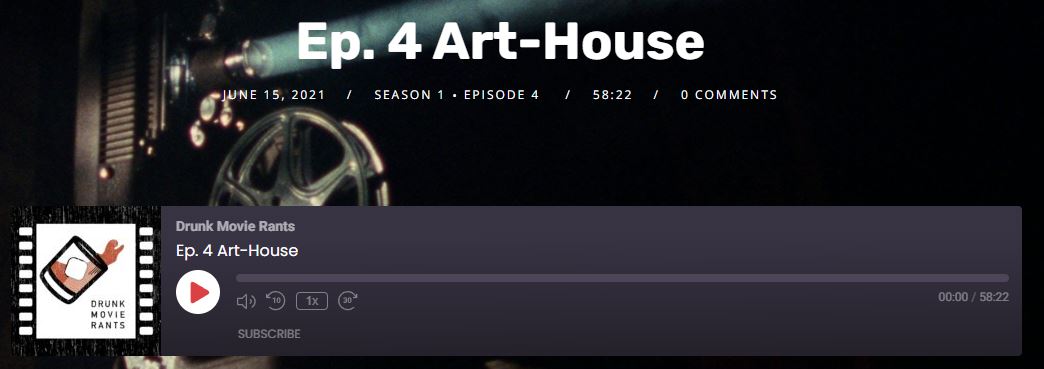 Ep. 4 Art-House
JUNE 15, 2021 / SEASON 1 • EPISODE 4 / 58:22 / 0 COMMENTS
Drunk Movie Rants
Ep. 4 Art-House
10 1x 30
00:00 / 58:22
SUBSCRIBE
DRUNK
MOVIE
RANTS